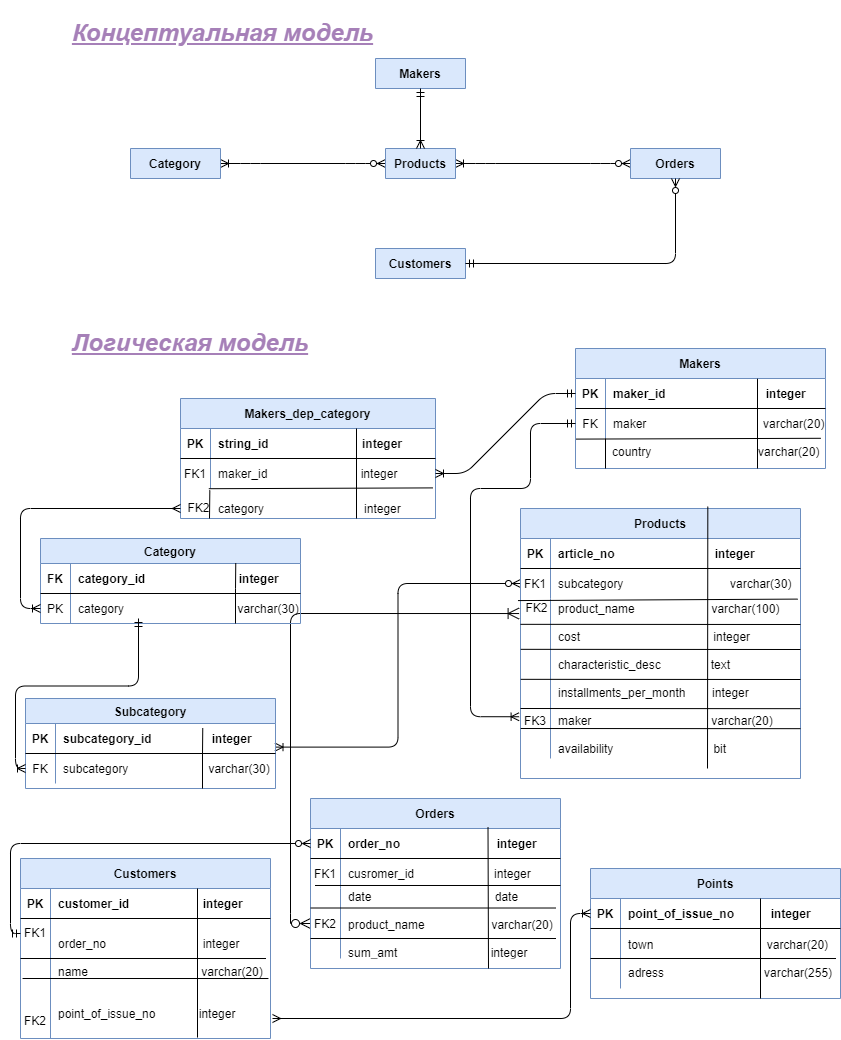 Концептуальная модель
Makers
Category
Products
Orders
Customers
Логическая модель
Makers
PK maker_id integer
FK maker varchar(20)
country varchar(20)
Makers_dep_category
PK string_id integer
FK1 maker_id integer
FK2 category integer
Products
PK article_no integer
FK1 subcategory varchar(30)
FK2 product_name varchar(100)
cost integer
characteristic_desc text
installments_per_month integer
FK3 maker varchar(20)
availability bit
Category
FK category_id integer
PK category varchar(30)
Subcategory
PK subcategory_id integer
FK subcategory varchar(30)
Orders
PK order_no integer
FK1 cusromer_id integer
date date
FK2 product_name varchar(20)
sum_amt integer
Customers
PK customer_id integer
FK1 order_no integer
name varchar(20)
FK2 point_of_issue_no integer
Points
PK point_of_issue_no integer
town varchar(20)
adress varchar(255)